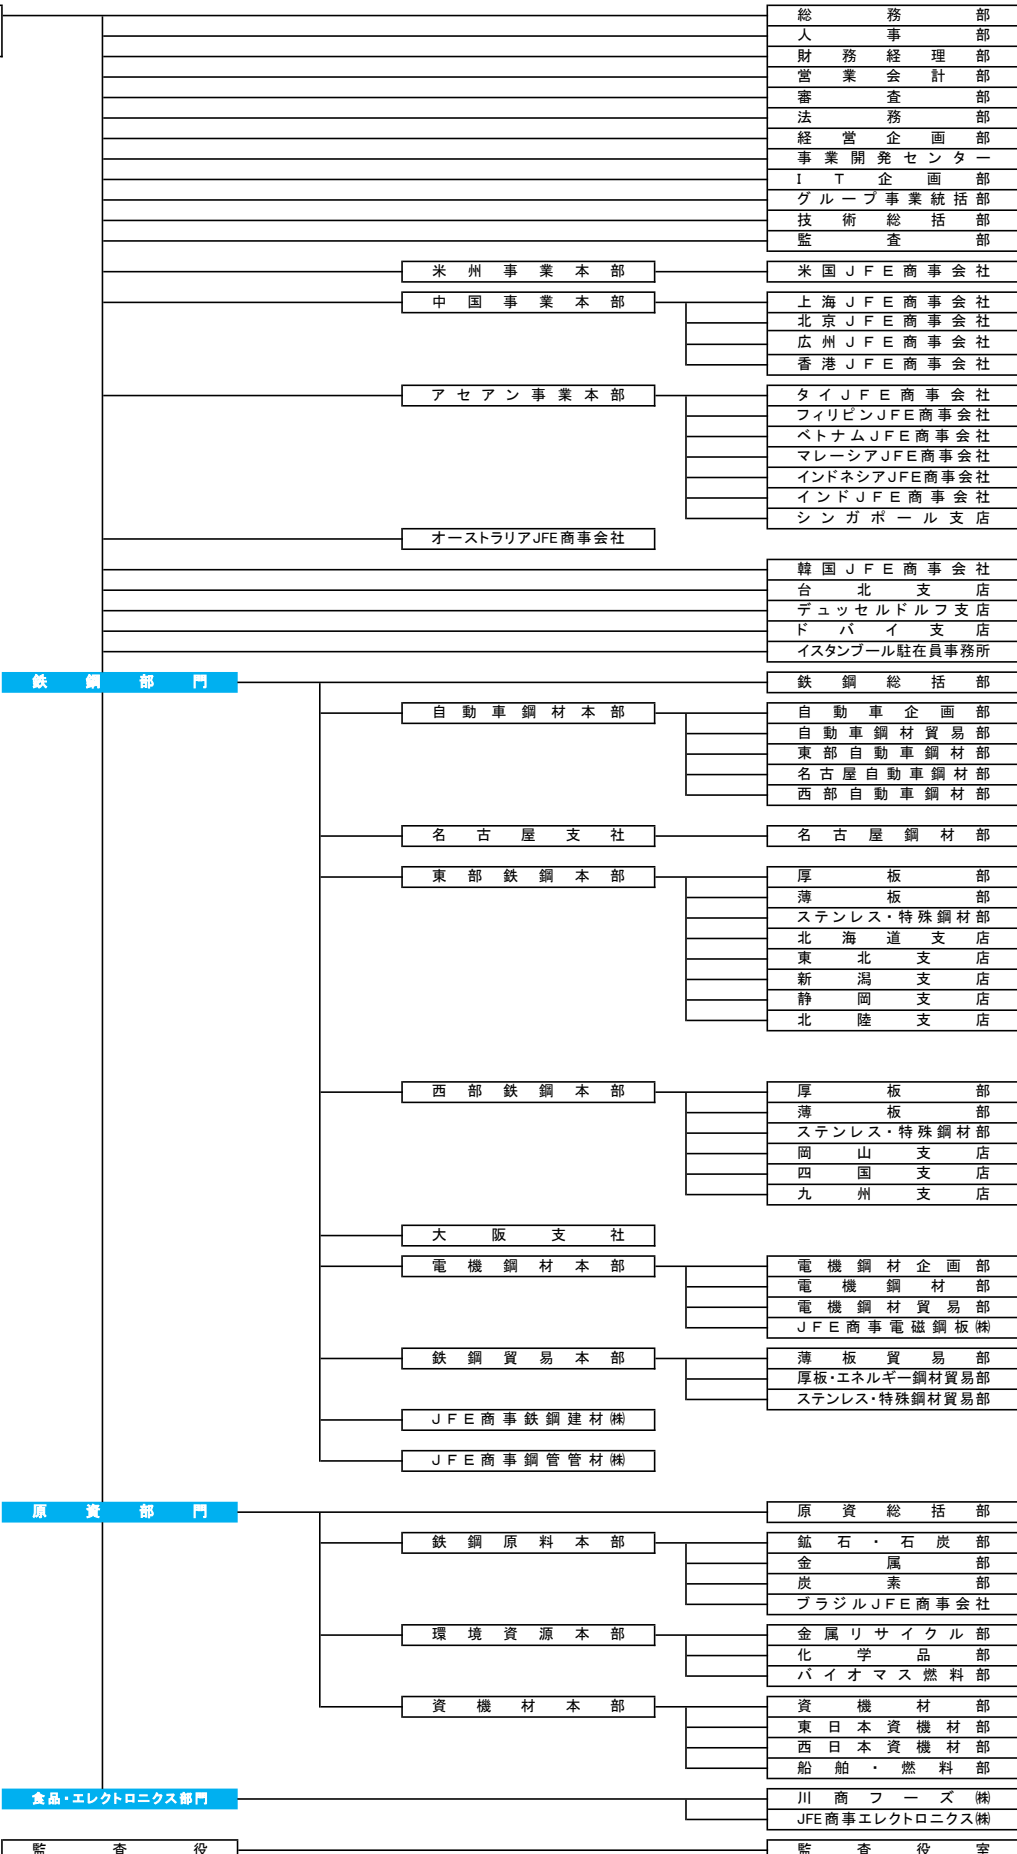 総務部
人事部
財務経理部
営業会計部
審査部
法務部
経営企画部
事業開発センター
IT企画部
グループ事業統括部
技術総括部
監査部
米州事業本部 米国JFE商事会社
中国事業本部 上海JFE商事会社
北京JFE商事会社
広州JFE商事会社
香港JFE商事会社
アセアン事業本部 タイJFE商事会社
フィリピンJFE商事会社
ベトナムJFE商事会社
マレーシアJFE商事会社
インドネシアJFE商事会社
インドJFE商事会社
シンガポール支店
オーストラリアJFE商事会社
韓国JFE商事会社
台北支店
デュッセルドルフ支店
ドバイ支店
イスタンブール駐在員事務所
鉄鋼部門 鉄鋼総括部
自動車鋼材本部 自動車企画部
自動車鋼材貿易部
東部自動車鋼材部
名古屋自動車鋼材部
西部自動車鋼材部
名古屋支社 名古屋鋼材部
東部鉄鋼本部 厚板部
薄板部
ステンレス・特殊鋼材部
北海道支店
東北支店
新潟支店
静岡支店
北陸支店
西部鉄鋼本部 厚板部
薄板部
ステンレス・特殊鋼材部
岡山支店
四国支店
九州支店
大阪支社
電機鋼材本部 電機鋼材企画部
電機鋼材部
電機鋼材貿易部
JFE商事電磁鋼板㈱
鉄鋼貿易本部 薄板貿易部
厚板・エネルギー鋼材貿易部
ステンレス・特殊鋼材貿易部
JFE商事鉄鋼建材㈱
JFE商事鋼管管材㈱
原資部門 原資総括部
鉄鋼原料本部 鉱石・石炭部
金属部
炭素部
ブラジルJFE商事会社
環境資源本部 金属リサイクル部
化学品部
バイオマス燃料部
資機材本部 資機材部
東日本資機材部
西日本資機材部
船舶・燃料部
食品・エレクトロニクス部門 川商フーズ㈱
JFE商事エレクトロニクス㈱
監査役 監査役室